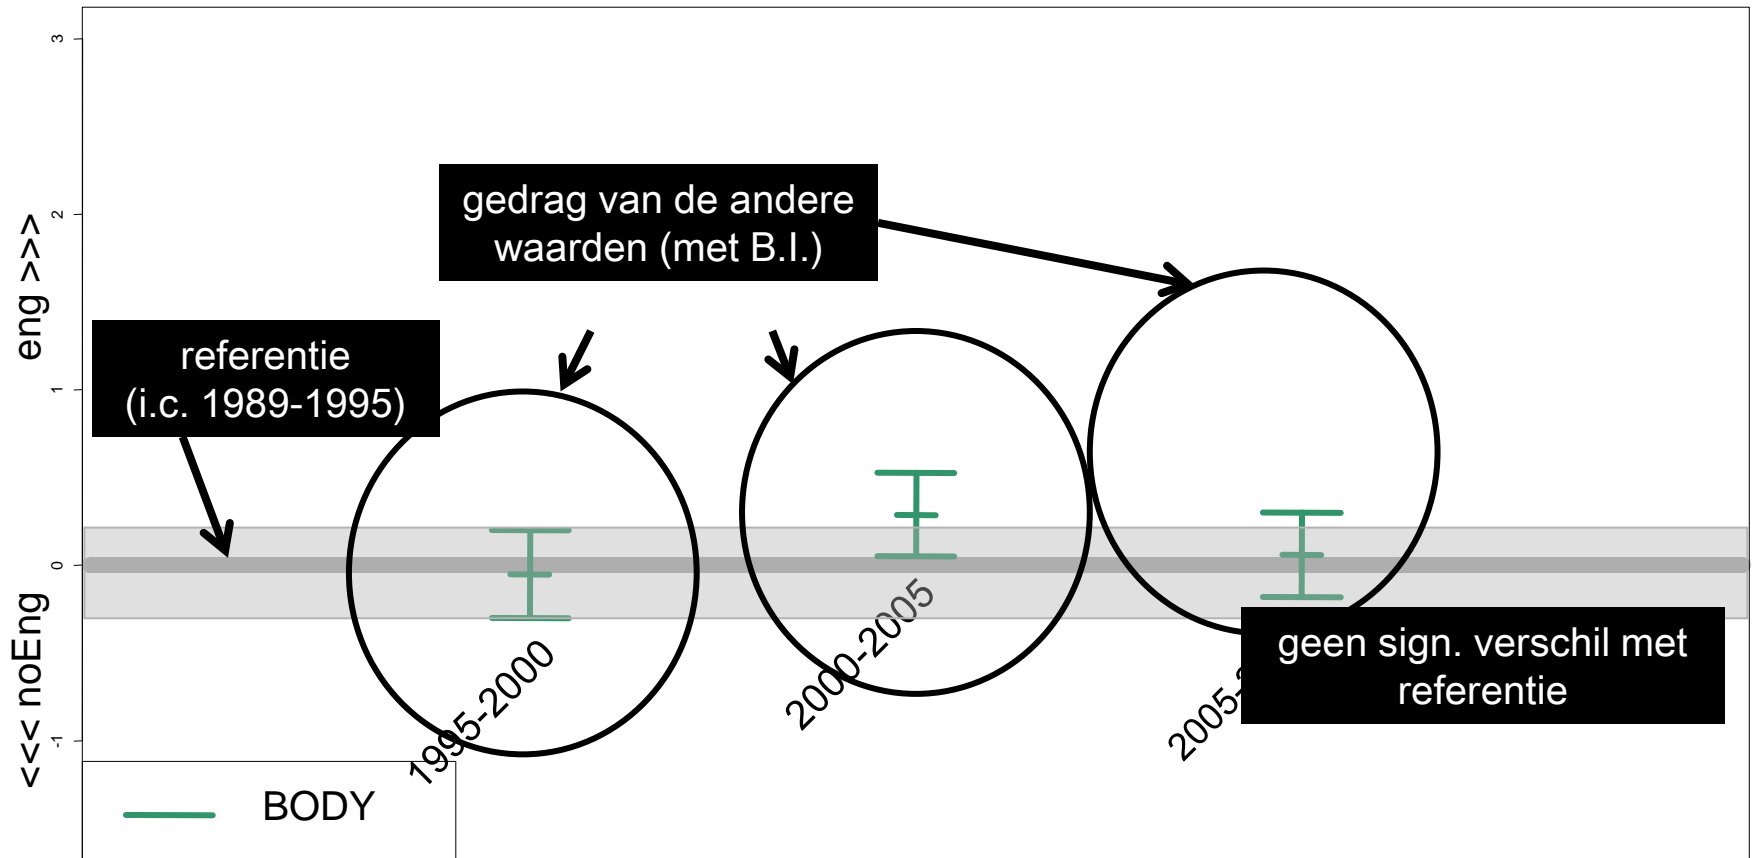 3
2
1
0
-1
eng >>>
<<< noEng
gedrag van de andere
waarden (met B.I.)
referentie
(i.c. 1989-1995)
1995-2000
2000-2005
2005-
geen sign. verschil met
referentie
BODY